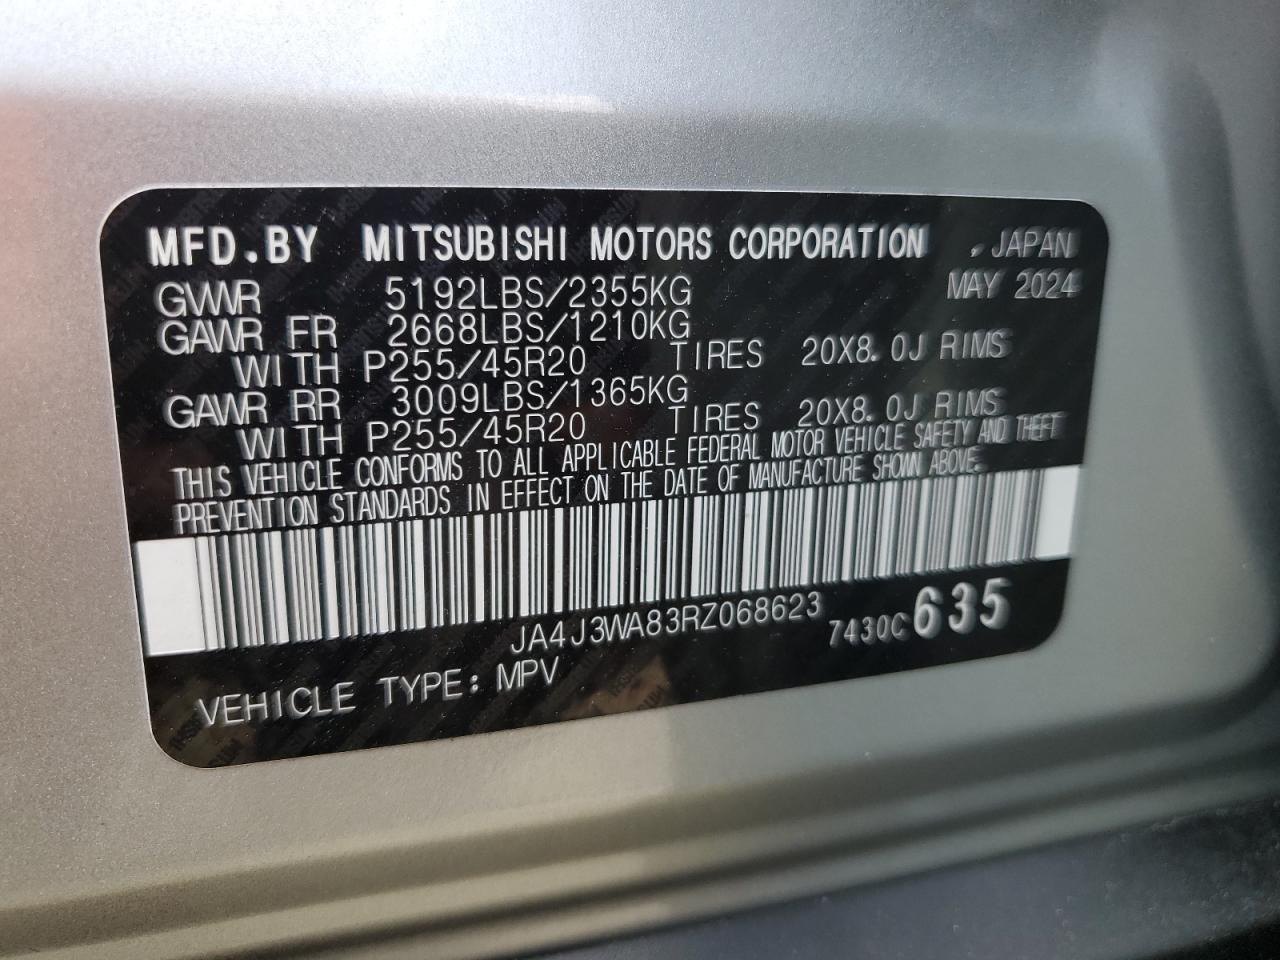 MFD.BY MITSUBISHI MOTORS CORPORATION , JAPAN
GVWR 5192LBS/2355KG MAY 2024
GAWR FR 2668LBS/1210KG
WITH P255/45R20 TIRES 20X8.0J RIMS
GAWR RR 3009LBS/1365KG
WITH P255/45R20 TIRES 20X8.0J RIMS
THIS VEHICLE CONFORMS TO ALL APPLICABLE FEDERAL MOTOR VEHICLE SAFETY AND THEFT
PREVENTION STANDARDS IN EFFECT ON THE DATE OF MANUFACTURE SHOWN ABOVE.
JA4J3WA83RZ068623 7430C635
VEHICLE TYPE: MPV